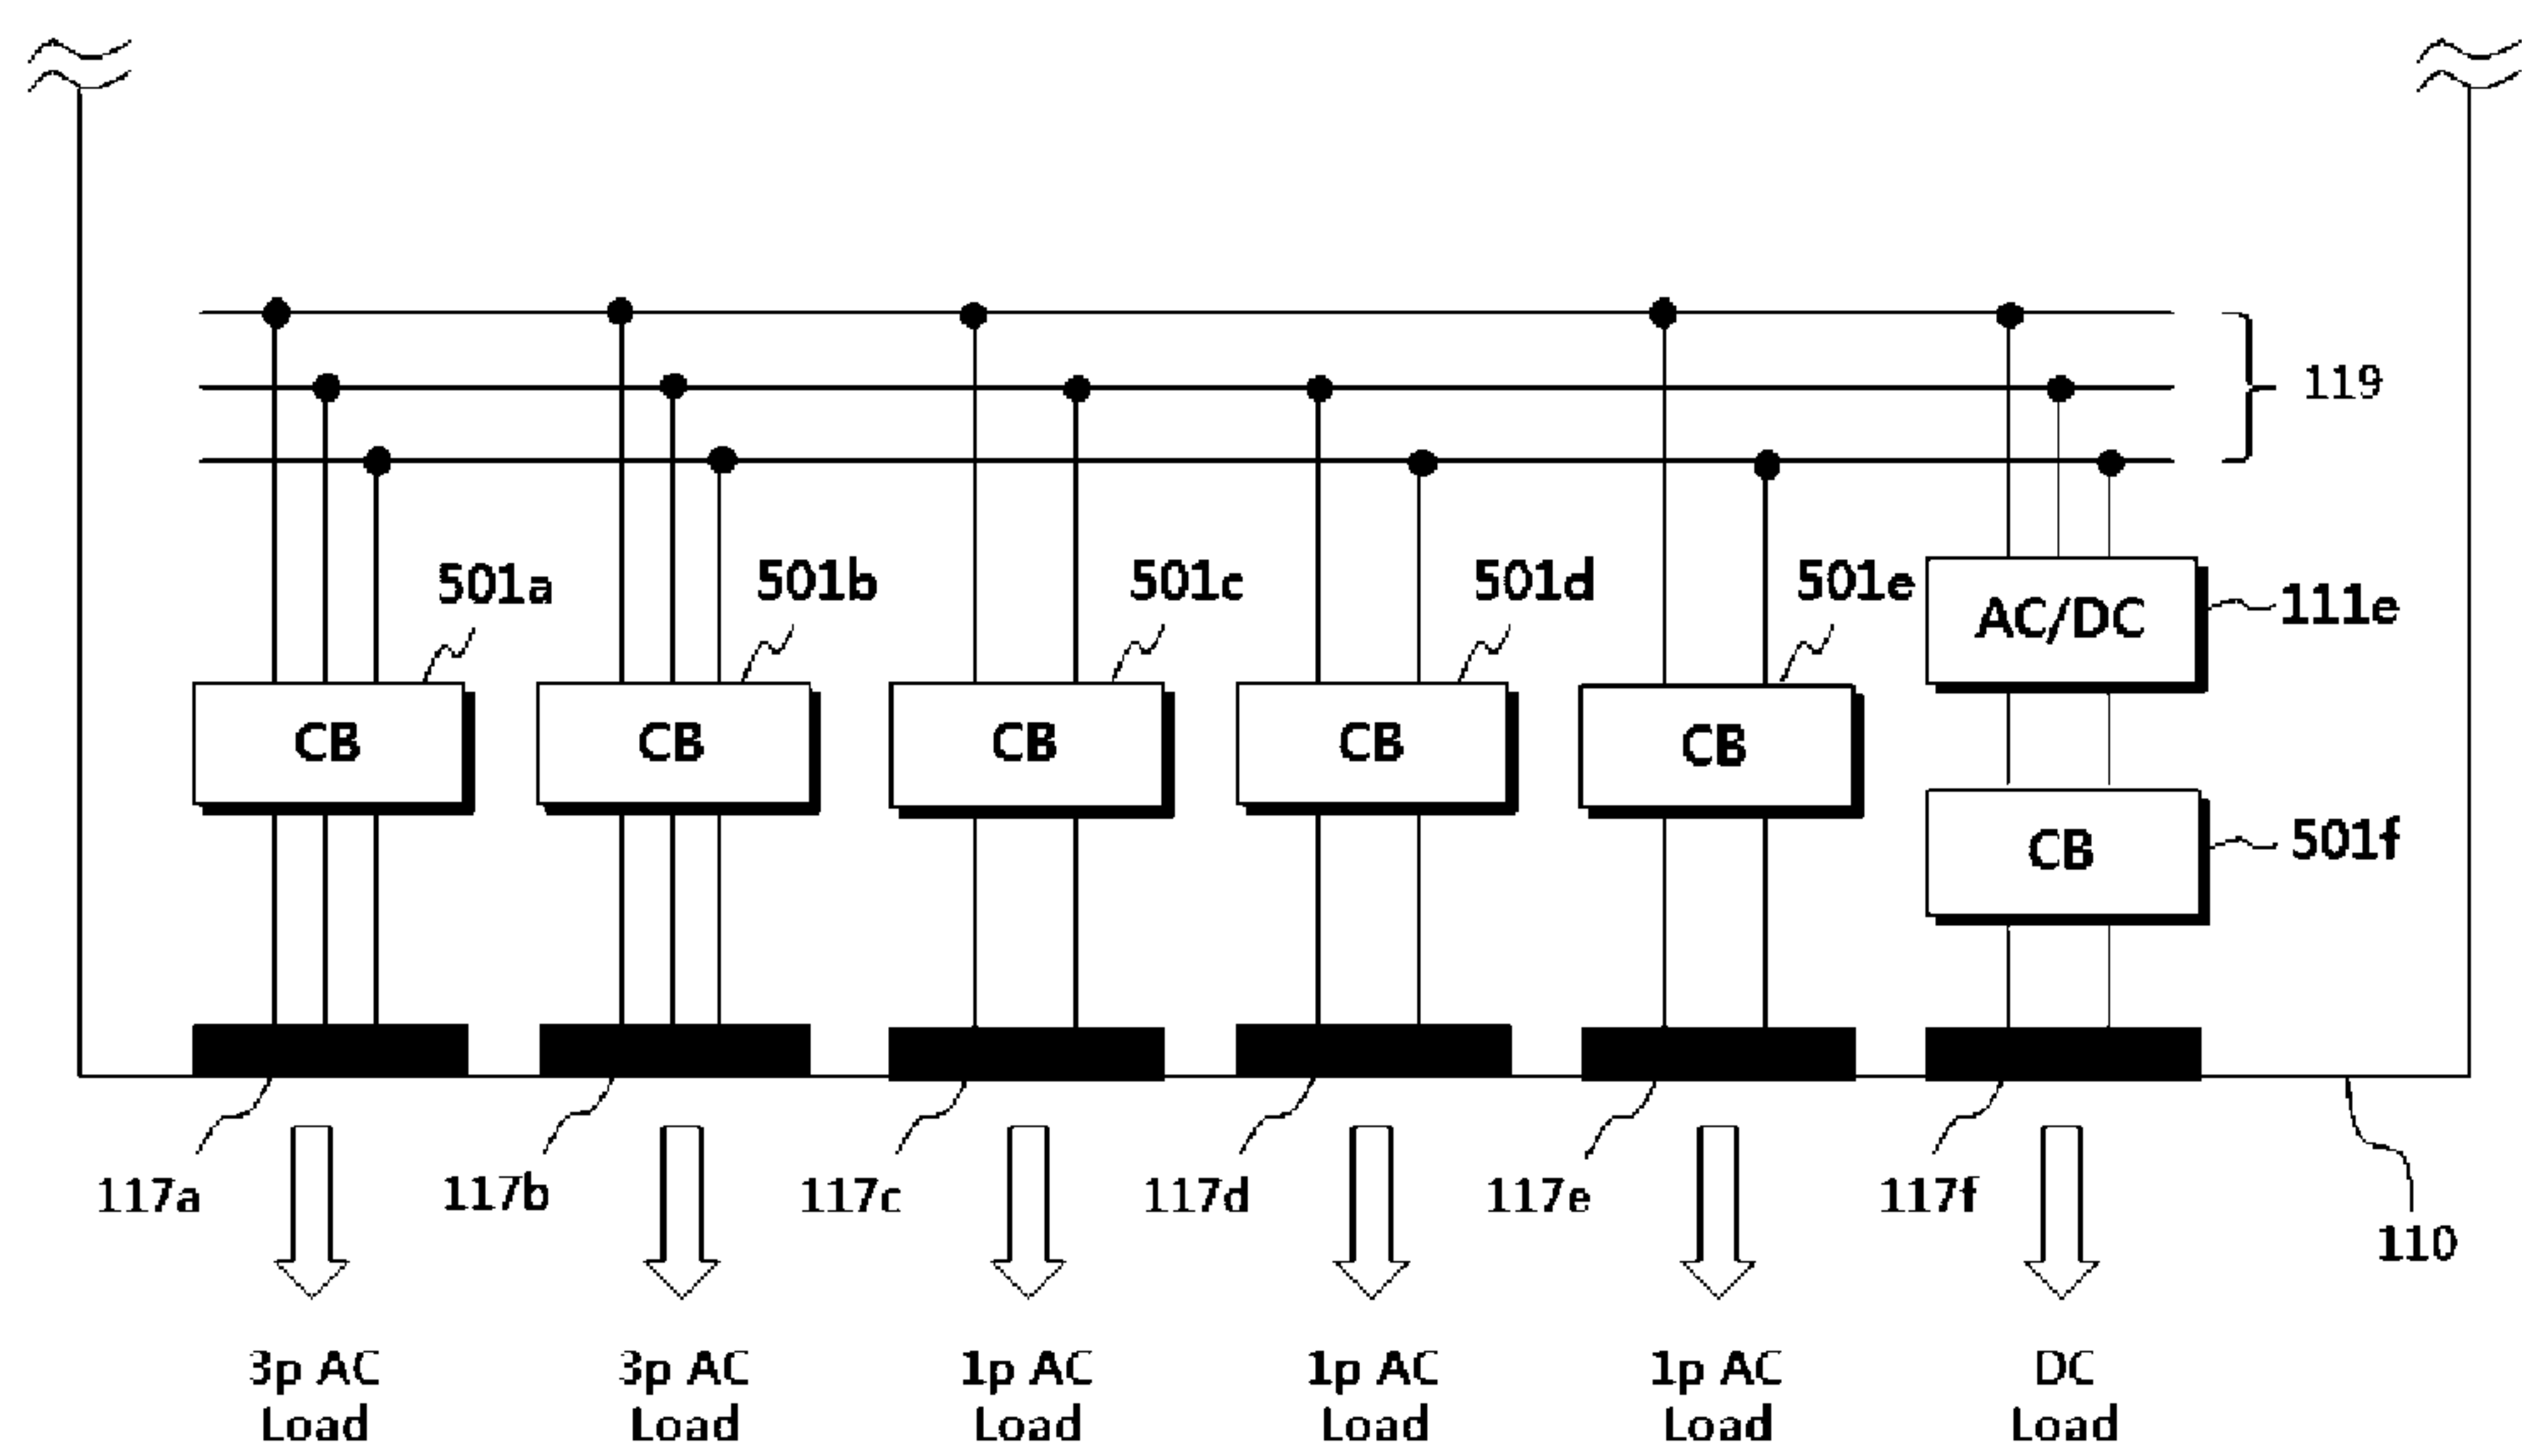 119
501a
501b
501c
501d
501e
AC/DC
111e
CB
CB
CB
CB
CB
CB
501f
117a
117b
117c
117d
117e
117f
110
3p AC
Load
3p AC
Load
1p AC
Load
1p AC
Load
1p AC
Load
DC
Load